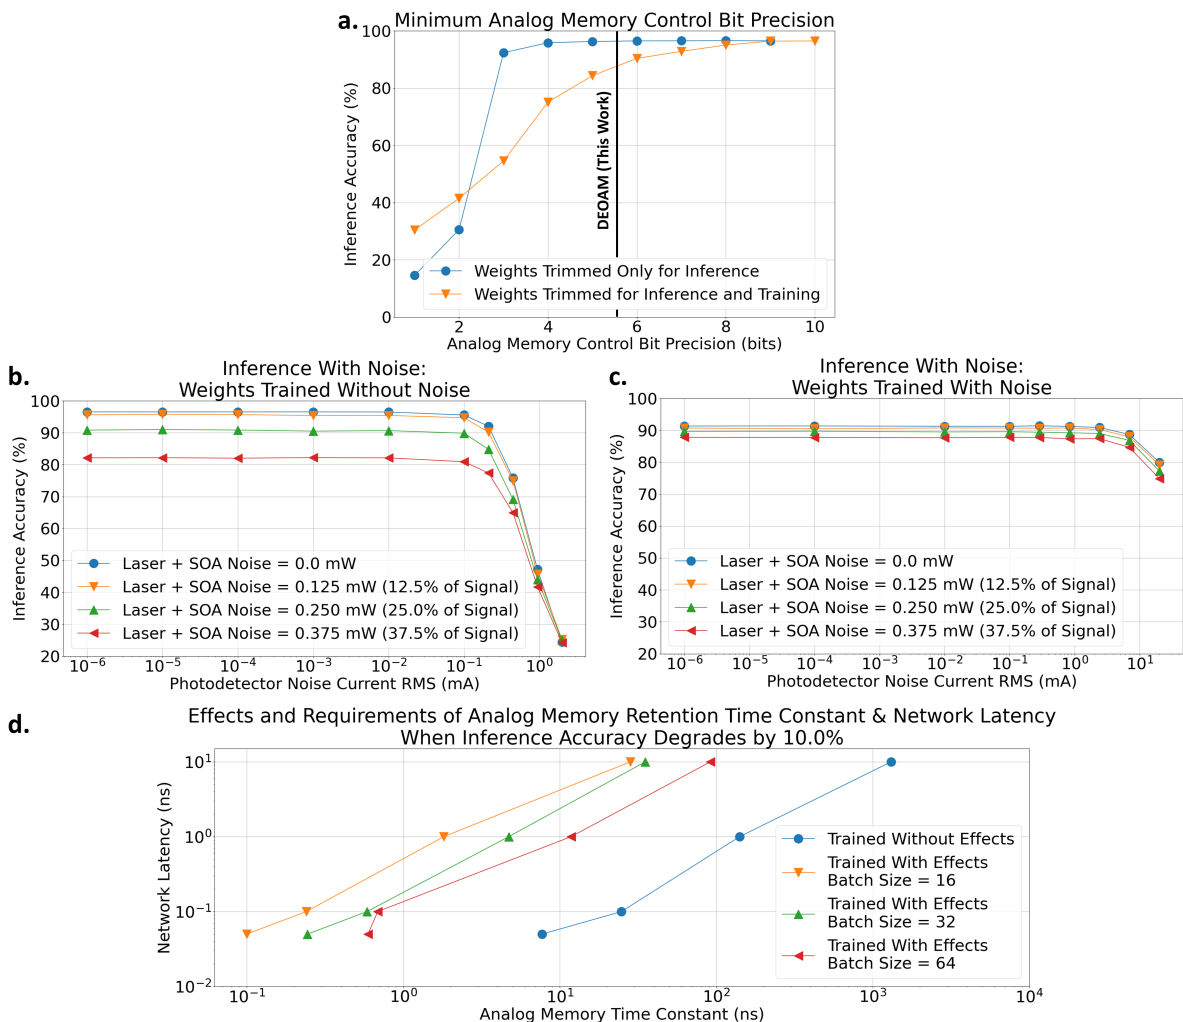 a.
Minimum Analog Memory Control Bit Precision
Inference Accuracy (%)
100
80
60
40
20
0
DEOAM (This Work)
Weights Trimmed Only for Inference
Weights Trimmed for Inference and Training
2 4 6 8 10
Analog Memory Control Bit Precision (bits)
b.
Inference With Noise:
Weights Trained Without Noise
Inference Accuracy (%)
100
90
80
70
60
50
40
30
20
Laser + SOA Noise = 0.0 mW
Laser + SOA Noise = 0.125 mW (12.5% of Signal)
Laser + SOA Noise = 0.250 mW (25.0% of Signal)
Laser + SOA Noise = 0.375 mW (37.5% of Signal)
10⁻⁶ 10⁻⁵ 10⁻⁴ 10⁻³ 10⁻² 10⁻¹ 10⁰
Photodetector Noise Current RMS (mA)
c.
Inference With Noise:
Weights Trained With Noise
Inference Accuracy (%)
100
90
80
70
60
50
40
30
20
Laser + SOA Noise = 0.0 mW
Laser + SOA Noise = 0.125 mW (12.5% of Signal)
Laser + SOA Noise = 0.250 mW (25.0% of Signal)
Laser + SOA Noise = 0.375 mW (37.5% of Signal)
10⁻⁶ 10⁻⁵ 10⁻⁴ 10⁻³ 10⁻² 10⁻¹ 10⁰ 10¹
Photodetector Noise Current RMS (mA)
d.
Effects and Requirements of Analog Memory Retention Time Constant & Network Latency
When Inference Accuracy Degrades by 10.0%
Network Latency (ns)
10¹
10⁰
10⁻¹
10⁻²
Trained Without Effects
Trained With Effects
Batch Size = 16
Trained With Effects
Batch Size = 32
Trained With Effects
Batch Size = 64
10⁻¹ 10⁰ 10¹ 10² 10³ 10⁴
Analog Memory Time Constant (ns)